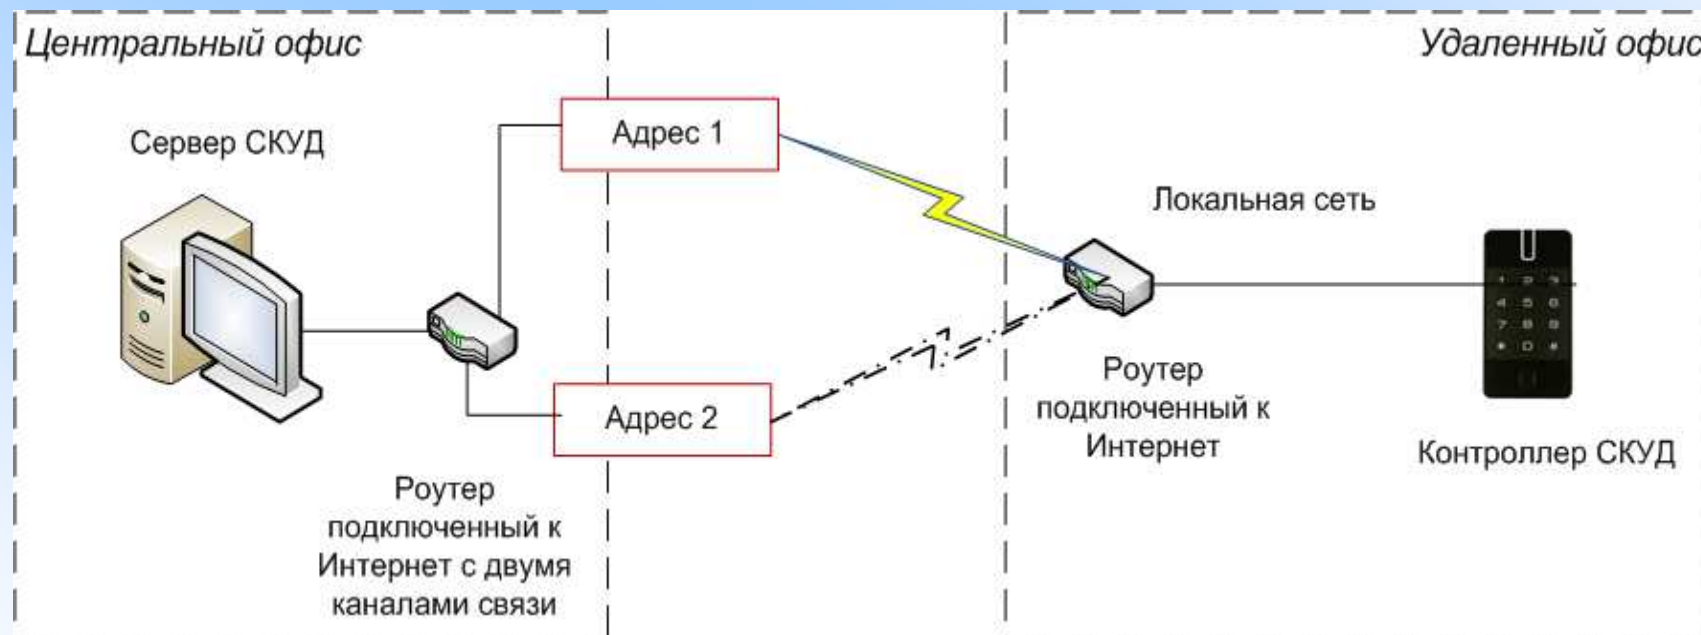 Центральный офис
Удаленный офис
Сервер СКУД
Адрес 1
Локальная сеть
Адрес 2
Роутер
подключенный к
Интернет
Контроллер СКУД
Роутер
подключенный к
Интернет с двумя
каналами связи